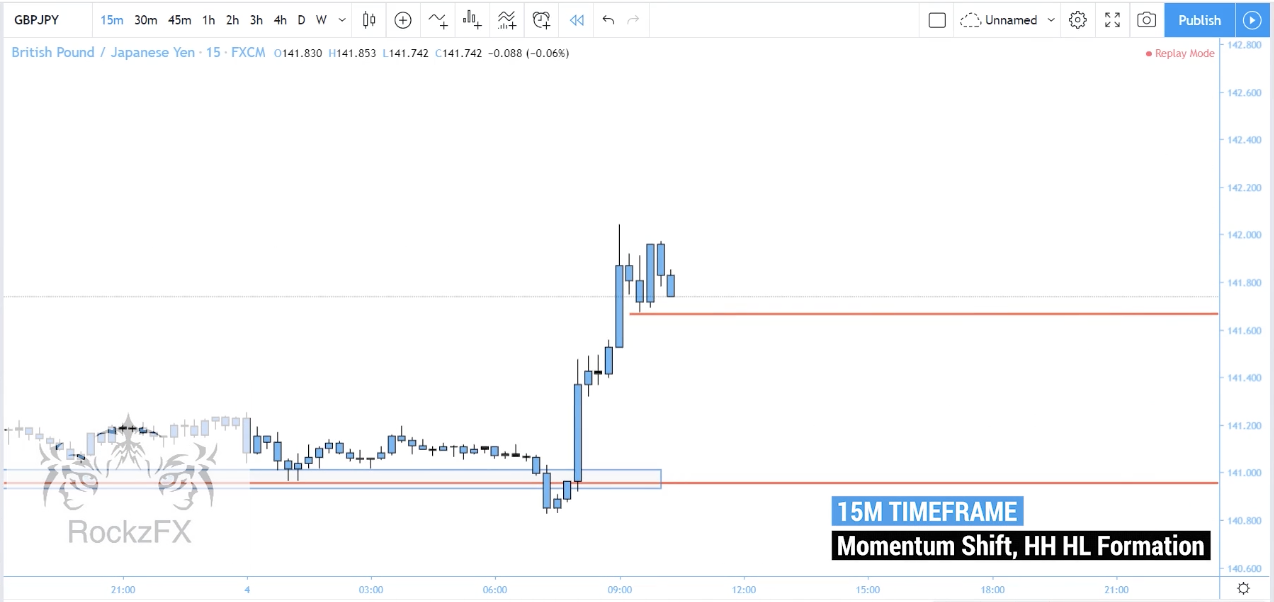 GBPJPY 15m 30m 45m 1h 2h 3h 4h D W Unnamed Publish
British Pound / Japanese Yen · 15 · FXCM O141.830 H141.853 L141.742 C141.742 −0.088 (−0.06%)
Replay Mode
142.800
142.600
142.400
142.200
142.000
141.800
141.600
141.400
141.200
141.000
140.800
140.600
RockzFX
15M TIMEFRAME
Momentum Shift, HH HL Formation
21:00 4 03:00 06:00 09:00 12:00 15:00 18:00 21:00